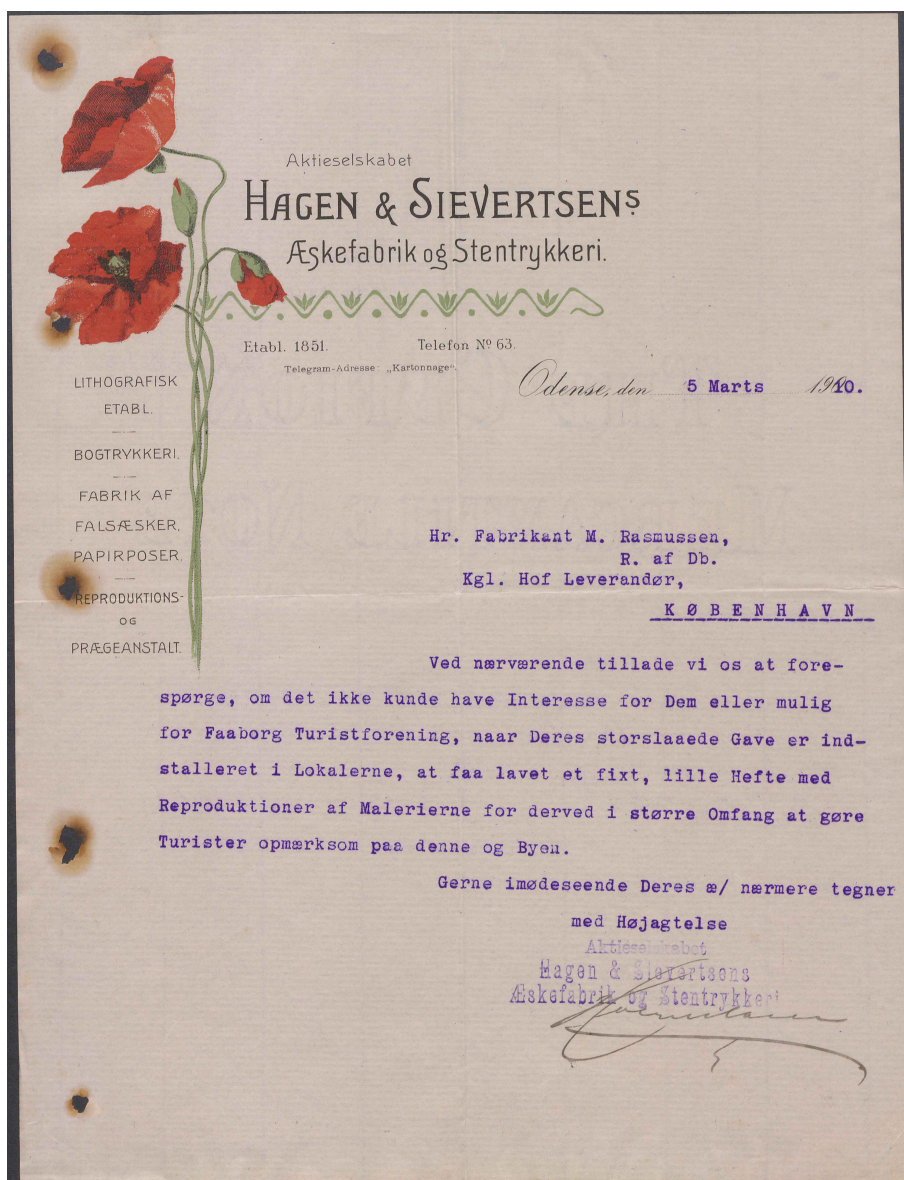 Aktieselskabet
HAGEN & SIEVERTSENS
Æskefabrik og Stentrykkeri.
Etabl. 1851. Telefon No 63.
Telegram-Adresse: „Kartonnage“.
Odense, den 5 Marts 1910.
LITHOGRAFISK
ETABL.
BOGTRYKKERI.
FABRIK AF
FALSÆSKER,
PAPIRPOSER.
REPRODUKTIONS-
OG
PRÆGEANSTALT.
Hr. Fabrikant M. Rasmussen,
R. af Db.
Kgl. Hof Leverandør,
KØBENHAVN
Ved nærværende tillade vi os at fore-
spørge, om det ikke kunde have Interesse for Dem eller mulig
for Faaborg Turistforening, naar Deres storslaaede Gave er ind-
stalleret i Lokalerne, at faa lavet et fixt, lille Hefte med
Reproduktioner af Malerierne for derved i større Omfang at gøre
Turister opmærksom paa denne og Byen.
Gerne imødeseende Deres æ/ nærmere tegner
med Højagtelse
Aktieselskabet
Hagen & Sievertsens
Æskefabrik og Stentrykkeri